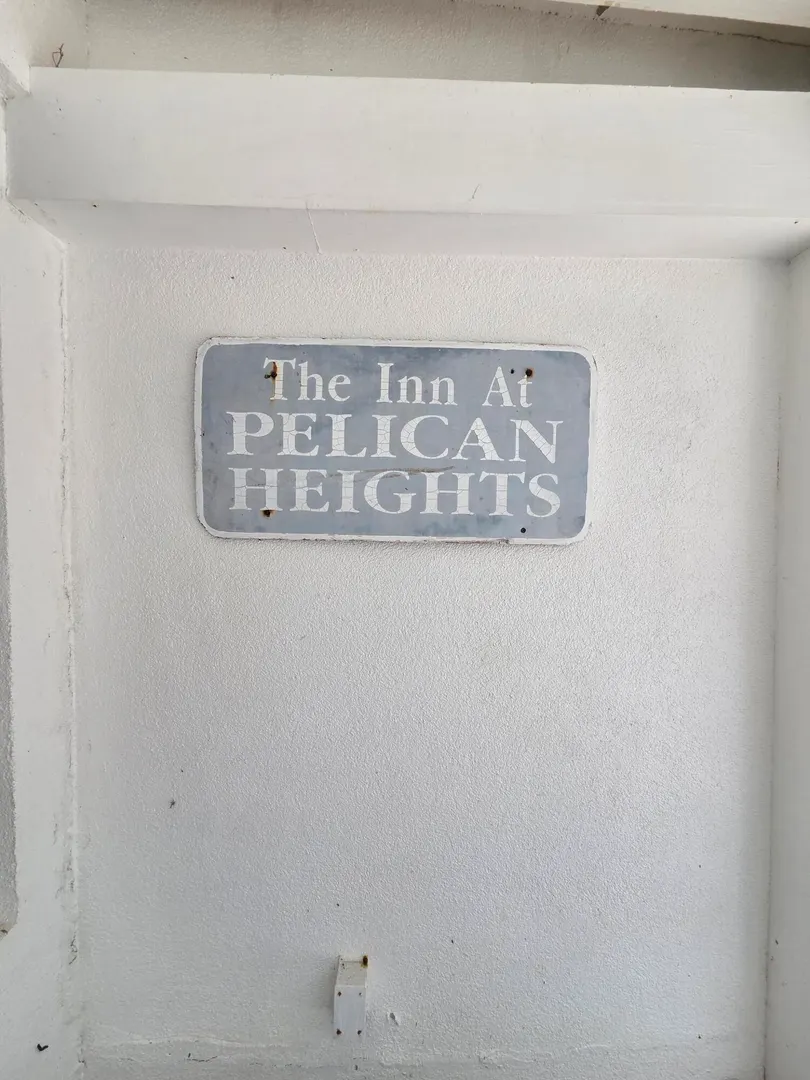 The Inn At
PELICAN
HEIGHTS